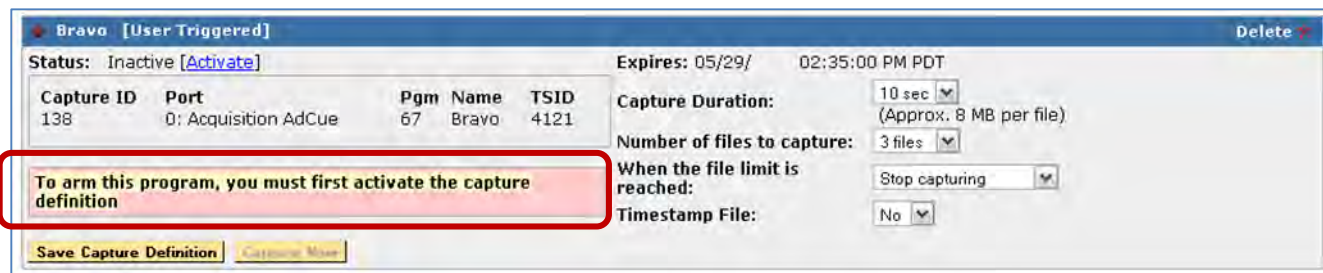 Bravo [User Triggered]
Delete
Status: Inactive [Activate]
Capture ID Port Pgm Name TSID
138 0: Acquisition AdCue 67 Bravo 4121
To arm this program, you must first activate the capture
definition
Save Capture Definition Capture Now
Expires: 05/29/ 02:35:00 PM PDT
Capture Duration: 10 sec
(Approx. 8 MB per file)
Number of files to capture: 3 files
When the file limit is
reached: Stop capturing
Timestamp File: No